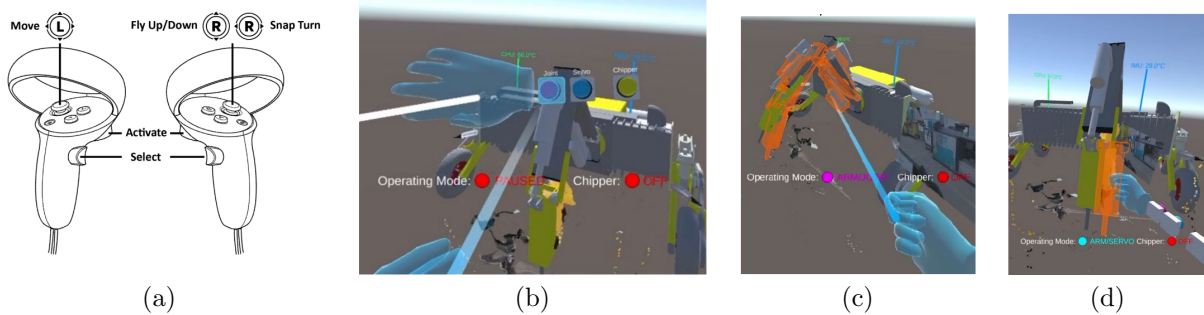 Move L Fly Up/Down R R Snap Turn
Activate
Select
(a)
Joint Servo Chipper
Operating Mode: PAUSED Chipper: OFF
(b)
Operating Mode: Chipper: OFF
(c)
Operating Mode: ARM/SERVO Chipper: OFF
(d)